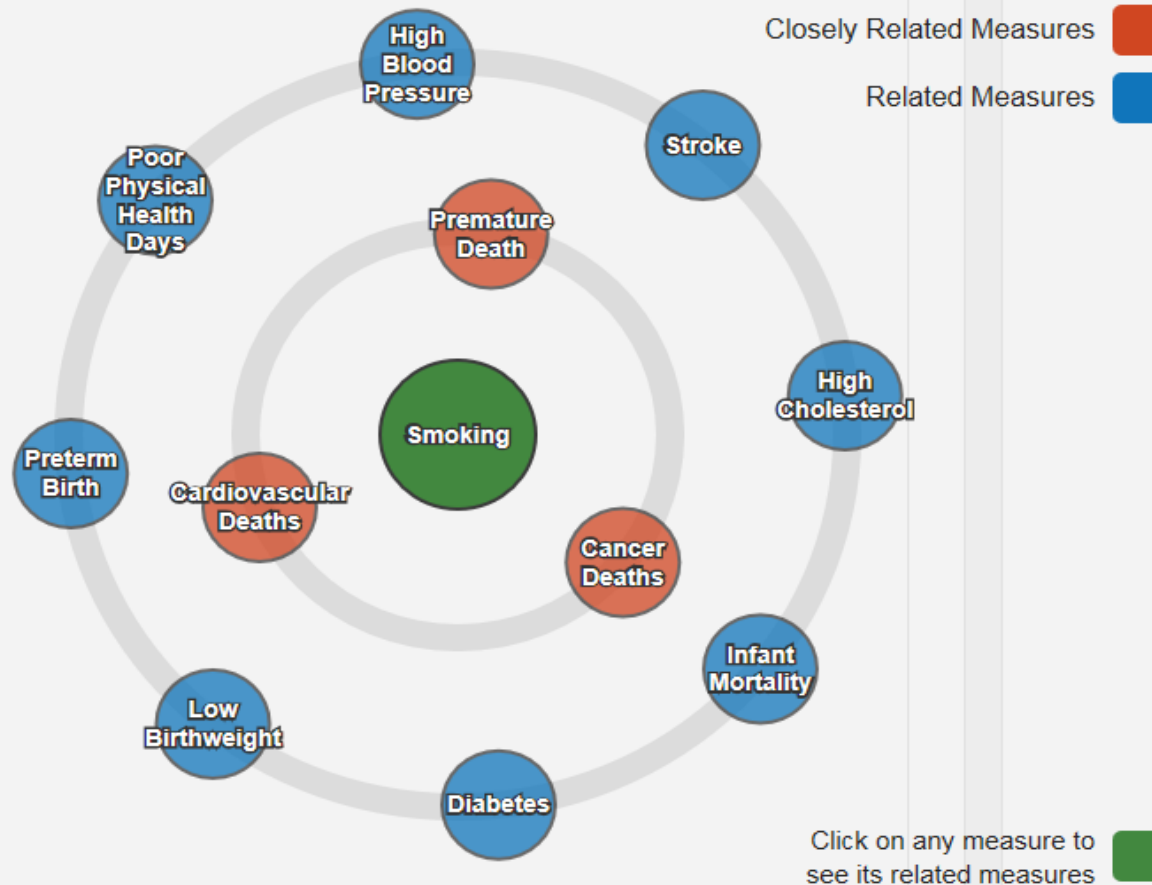 High
Blood
Pressure
Closely Related Measures
Related Measures
Stroke
Poor
Physical
Health
Days
Premature
Death
High
Cholesterol
Smoking
Preterm
Birth
Cardiovascular
Deaths
Cancer
Deaths
Infant
Mortality
Low
Birthweight
Diabetes
Click on any measure to
see its related measures